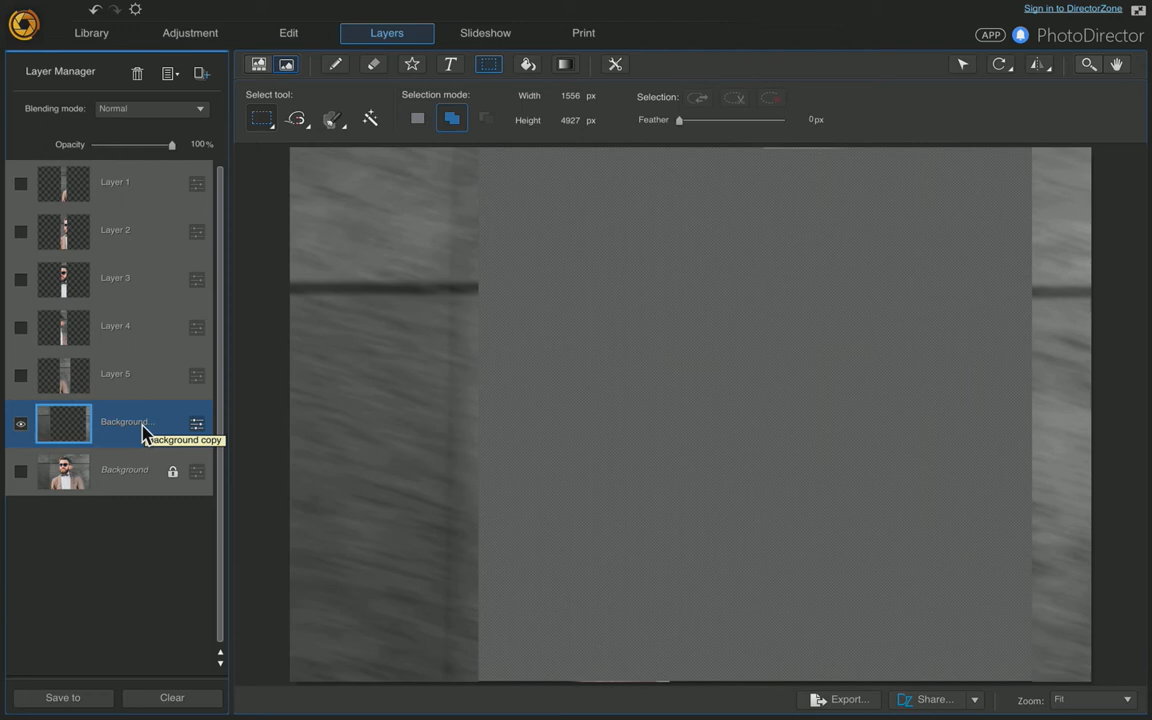 Sign in to DirectorZone
Library
Adjustment
Edit
Layers
Slideshow
Print
APP
PhotoDirector
Layer Manager
T
Select tool:
Selection mode:
Width 1556 px
Height 4927 px
Selection:
Feather
0px
Blending mode: Normal
Opacity
100 %
Layer 1
Layer 2
Layer 3
Layer 4
Layer 5
Background...
background copy
Background
Save to
Clear
Export...
Share...
Zoom: Fit